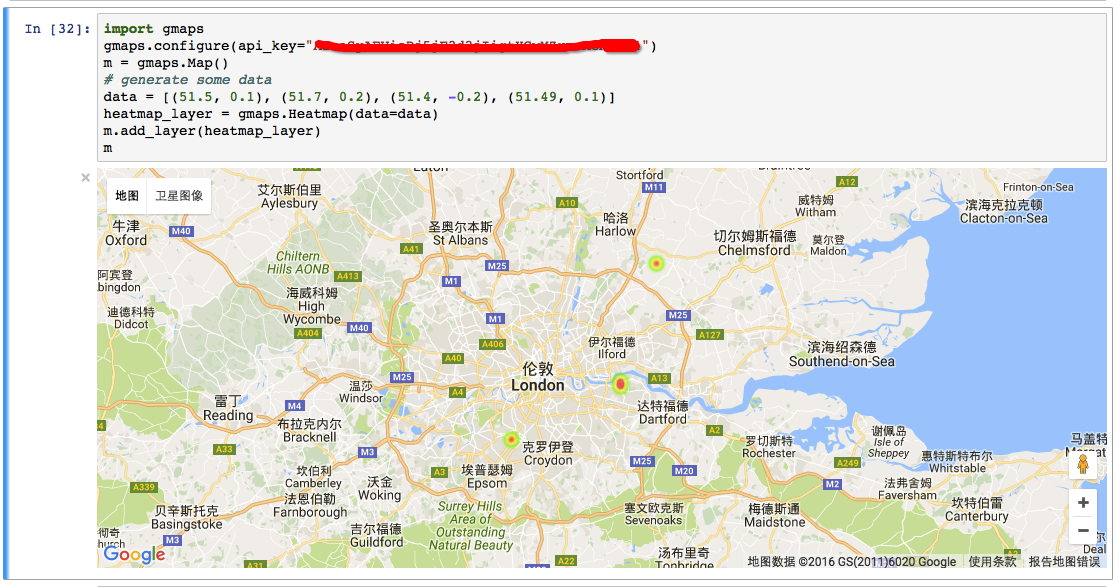 In [32]:
import gmaps
gmaps.configure(api_key="")
m = gmaps.Map()
# generate some data
data = [(51.5, 0.1), (51.7, 0.2), (51.4, -0.2), (51.49, 0.1)]
heatmap_layer = gmaps.Heatmap(data=data)
m.add_layer(heatmap_layer)
m
×
地图 卫星图像
Stortford
M11
A12
Frinton-on-Sea
艾尔斯伯里
Aylesbury
A10
威特姆
Witham
滨海克拉克顿
Clacton-on-Sea
牛津
Oxford
M40
圣奥尔本斯
St Albans
哈洛
Harlow
切尔姆斯福德
Chelmsford
莫尔登
Maldon
A41
Chiltern
Hills AONB
A413
M25
M1
阿宾登
bingdon
海威科姆
High
Wycombe
迪德科特
Didcot
A404
M40
M1
M25
A127
A406
伊尔福德
Ilford
滨海绍森德
Southend-on-Sea
A40
伦敦
London
M25
A4
A13
温莎
Windsor
雷丁
Reading
M4
达特福德
Dartford
布拉克内尔
Bracknell
A2
谢佩岛
Isle of
Sheppey
A33
M3
克罗伊登
Croydon
罗切斯特
Rochester
马盖特
惠特斯特布尔
Whitstable
M25
M20
A249
坎伯利
Camberley
A3
埃普瑟姆
Epsom
M2
法弗舍姆
Faversham
A339
法恩伯勒
Farnborough
沃金
Woking
贝辛斯托克
Basingstoke
Surrey Hills
Area of
Outstanding
Natural Beauty
塞文欧克斯
Sevenoaks
梅德斯通
Maidstone
坎特伯雷
Canterbury
吉尔福德
Guildford
M3
A31
A22
汤布里奇
Tonbridge
A2
Deal
+
−
Google
地图数据 ©2016 GS(2011)6020 Google 使用条款 报告地图错误